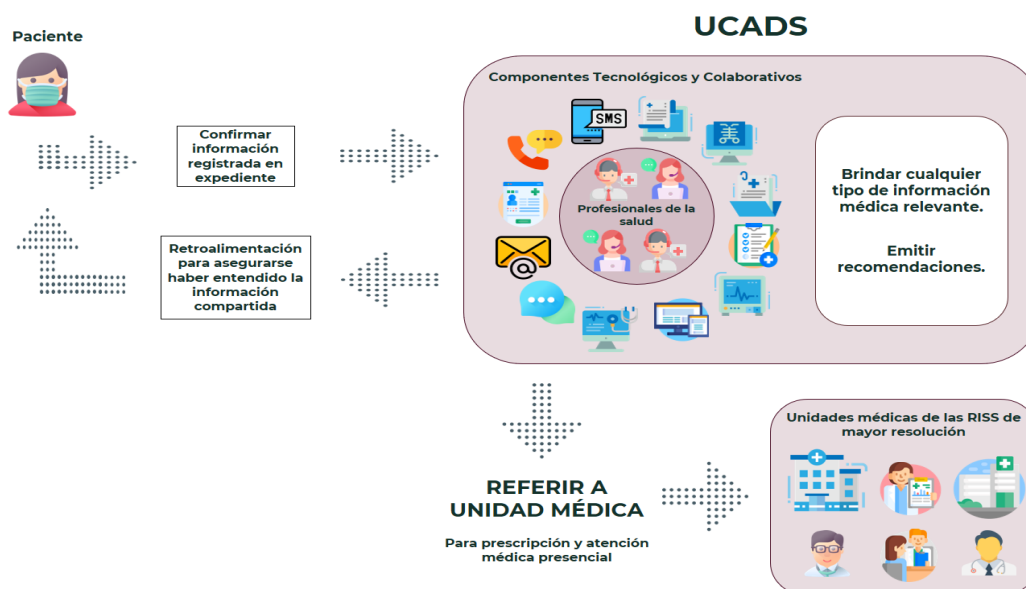 UCADS
Paciente
Componentes Tecnológicos y Colaborativos
SMS
Confirmar
información
registrada en
expediente
Profesionales de la
salud
Brindar cualquier
tipo de información
médica relevante.
Emitir
recomendaciones.
Retroalimentación
para asegurarse
haber entendido la
información
compartida
@
Unidades médicas de las RISS de
mayor resolución
REFERIR A
UNIDAD MÉDICA
Para prescripción y atención
médica presencial